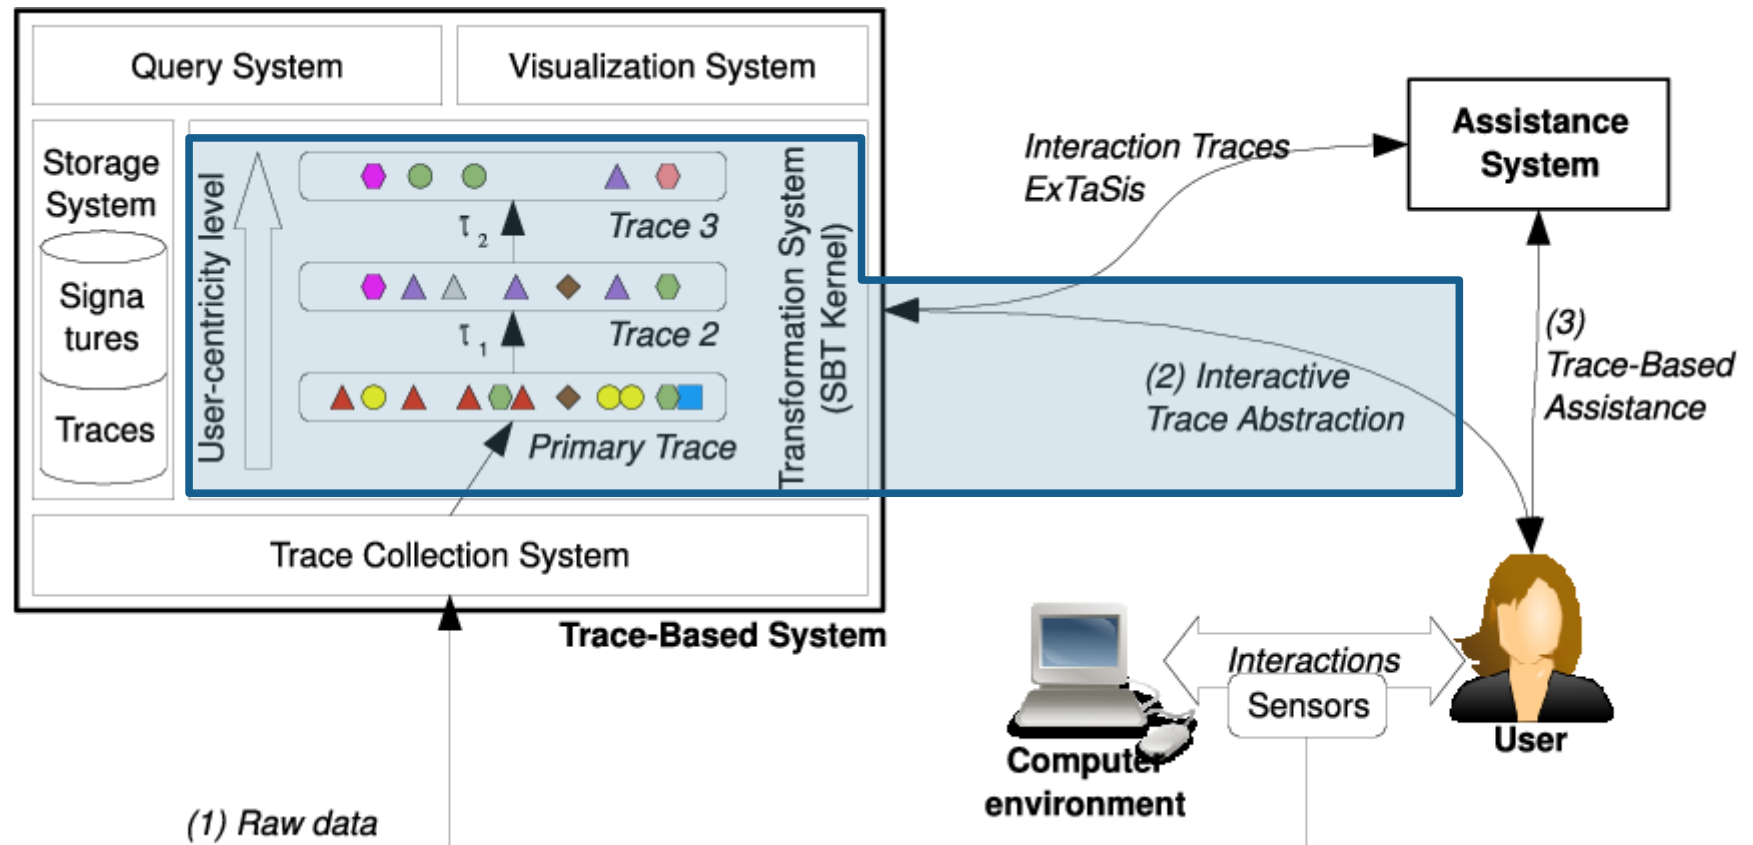 Query System
Visualization System
Storage
System
Signa
tures
Traces
User-centricity level
τ 2
Trace 3
τ 1
Trace 2
Primary Trace
Transformation System
(SBT Kernel)
Trace Collection System
Trace-Based System
Interaction Traces
ExTaSis
Assistance
System
(2) Interactive
Trace Abstraction
(3)
Trace-Based
Assistance
Interactions
Sensors
User
Computer
environment
(1) Raw data